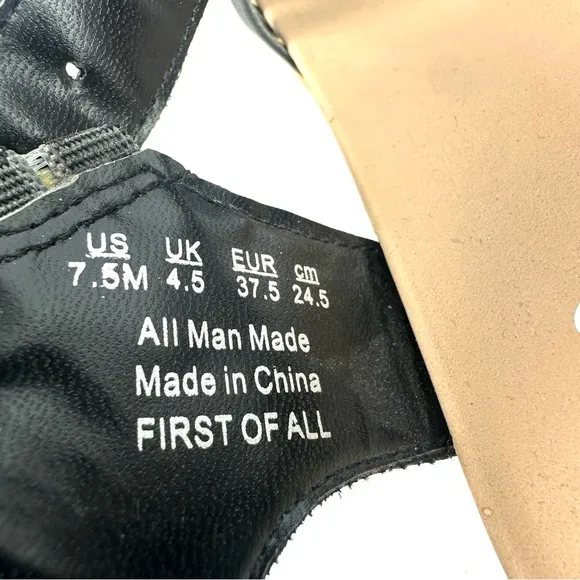 US UK EUR cm
7.5M 4.5 37.5 24.5
All Man Made
Made in China
FIRST OF ALL